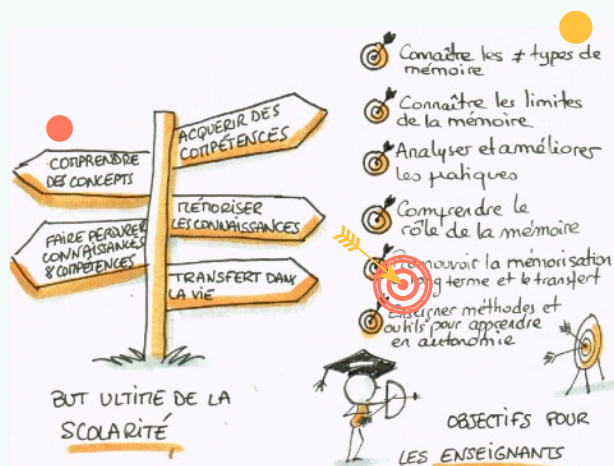 ACQUÉRIR DES
COMPÉTENCES
COMPRENDRE
DES CONCEPTS
MÉMORISER
LES CONNAISSANCES
FAIRE PERDURER
CONNAISSANCES
& COMPÉTENCES
TRANSFERT DANS
LA VIE
BUT ULTIME DE LA
SCOLARITÉ
Connaître les ≠ types de
mémoire
Connaître les limites
de la mémoire
Analyser et améliorer
les pratiques
Comprendre le
rôle de la mémoire
la mémorisation
long terme et le transfert
Enseigner méthodes et
outils pour apprendre
en autonomie
OBJECTIFS POUR
LES ENSEIGNANTS